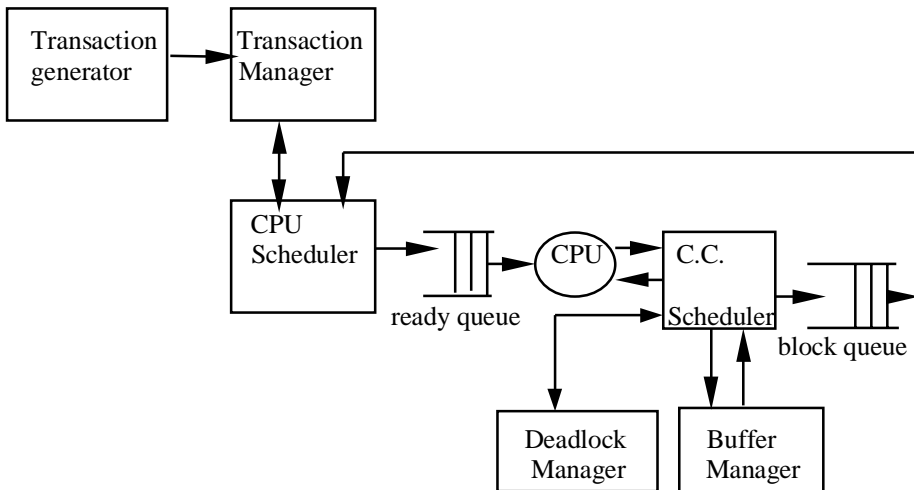 Transaction
generator
Transaction
Manager
CPU
Scheduler
ready queue
CPU
C.C.
Scheduler
block queue
Deadlock
Manager
Buffer
Manager